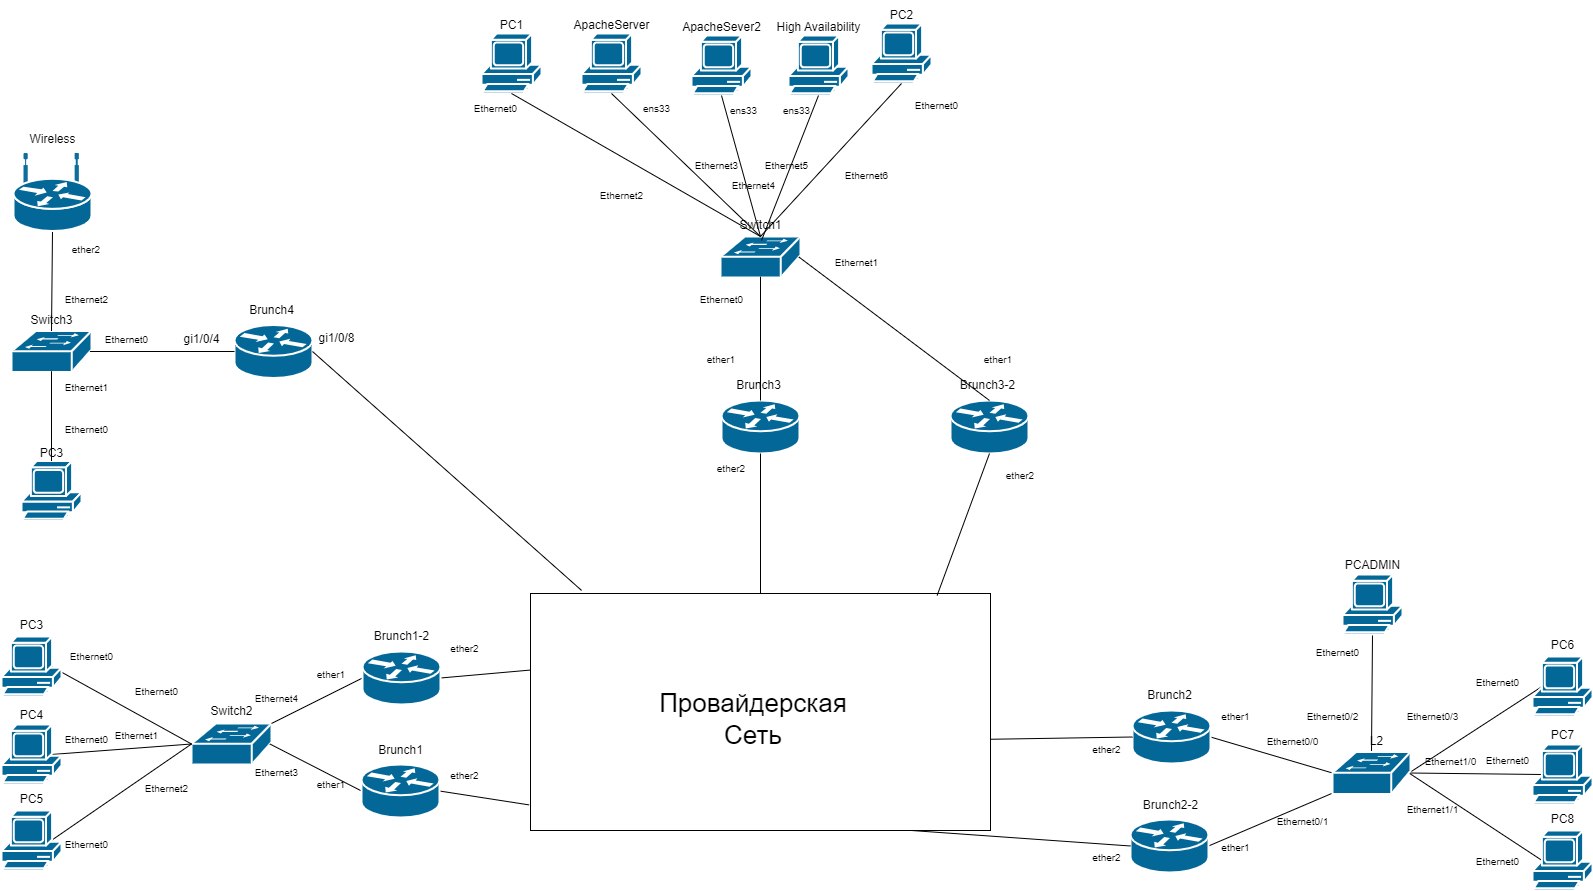 PC1
ApacheServer
ApacheSever2
High Availability
PC2
Ethernet0
ens33
ens33
ens33
Ethernet0
Ethernet3
Ethernet5
Ethernet4
Ethernet6
Ethernet2
Switch1
Ethernet1
Ethernet0
ether1
ether1
Brunch3
Brunch3-2
ether2
ether2
Wireless
ether2
Ethernet2
Switch3
Ethernet0
gi1/0/4
Brunch4
gi1/0/8
Ethernet1
Ethernet0
PC3
PC3
Ethernet0
Ethernet0
PC4
Ethernet0
Ethernet1
PC5
Ethernet2
Ethernet0
Switch2
Ethernet4
Ethernet3
ether1
ether1
Brunch1-2
ether2
Brunch1
ether2
Провайдерская
Сеть
Brunch2
ether1
ether2
Ethernet0/0
Brunch2-2
ether2
ether1
Ethernet0/1
PCADMIN
Ethernet0
Ethernet0/2
L2
Ethernet0/3
Ethernet1/0
Ethernet1/1
PC6
Ethernet0
PC7
Ethernet0
PC8
Ethernet0